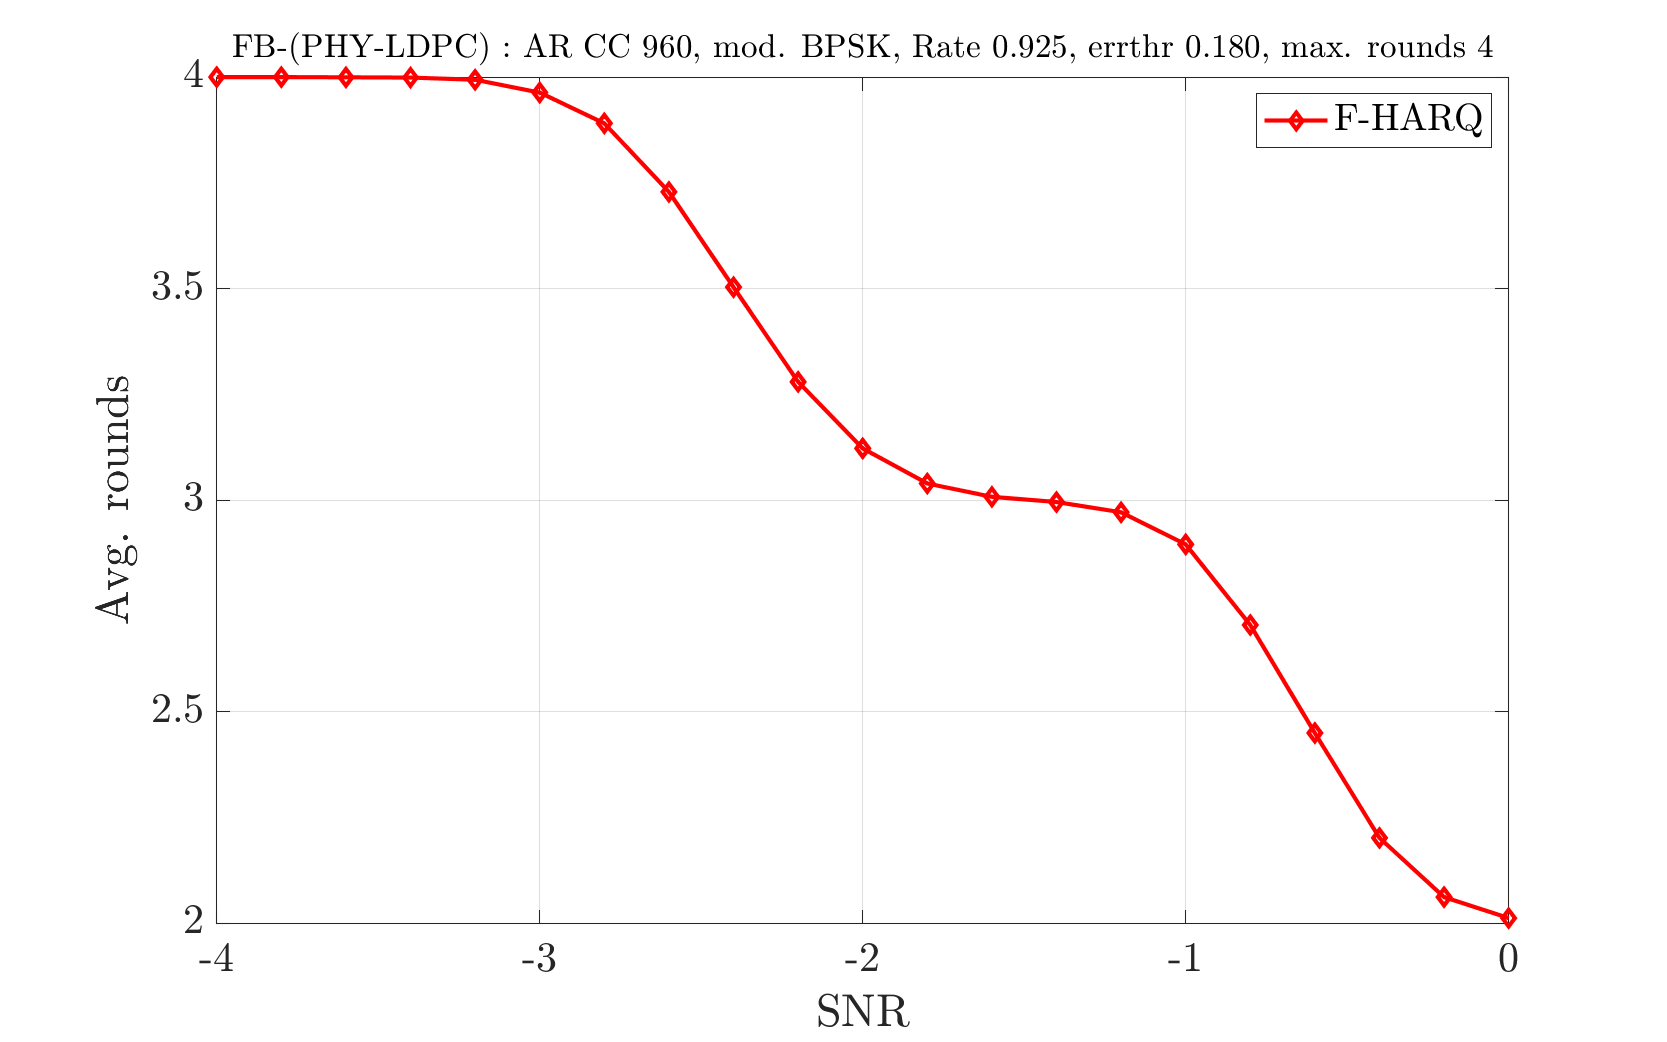 FB-(PHY-LDPC) : AR CC 960, mod. BPSK, Rate 0.925, errthr 0.180, max. rounds 4
F-HARQ
4
3.5
3
2.5
2
Avg. rounds
-4 -3 -2 -1 0
SNR